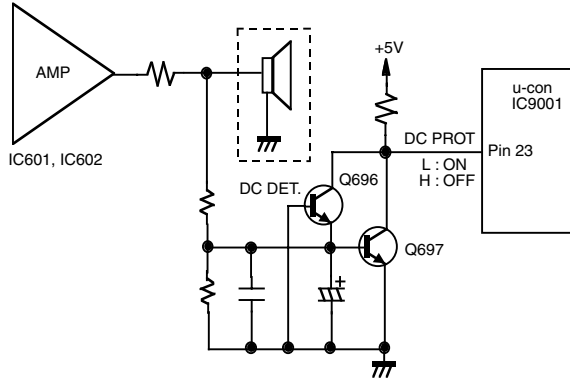 +5V
AMP
u-con
IC9001
DC PROT
Pin 23
L : ON
H : OFF
IC601, IC602
DC DET.
Q696
+
Q697